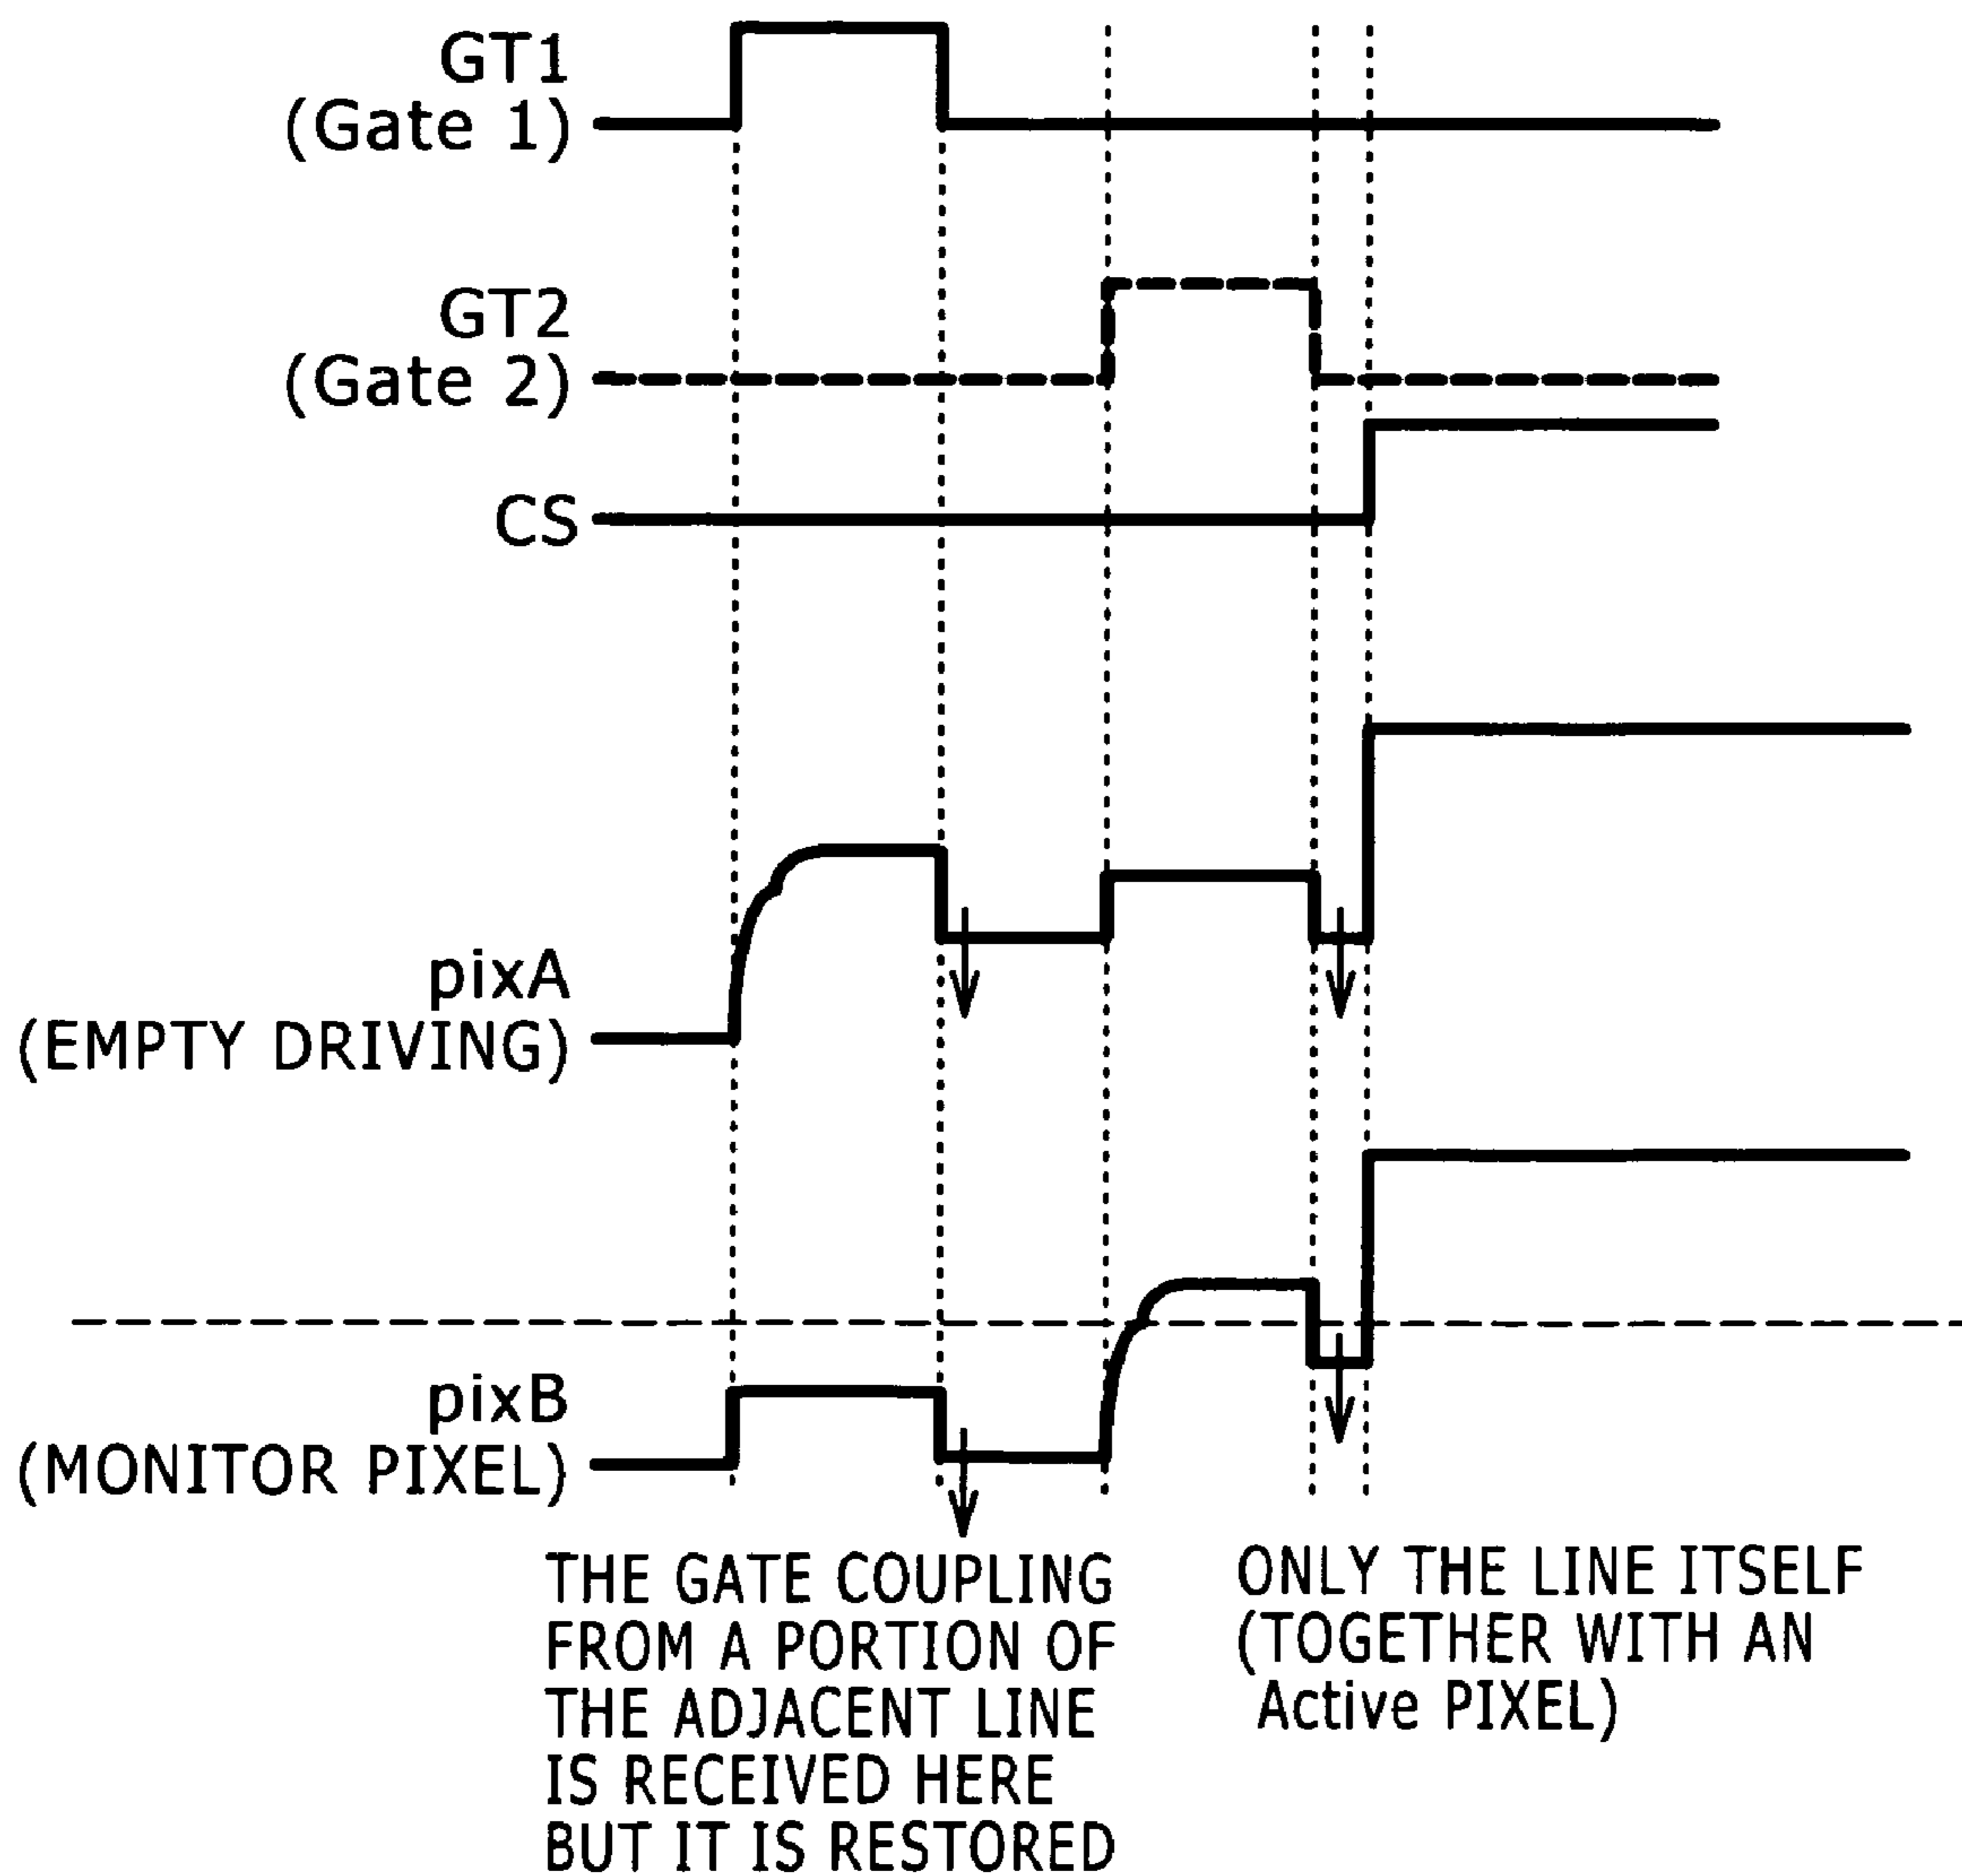 GT1
(Gate 1)
GT2
(Gate 2)
CS
pixA
(EMPTY DRIVING)
pixB
(MONITOR PIXEL)
THE GATE COUPLING
FROM A PORTION OF
THE ADJACENT LINE
IS RECEIVED HERE
BUT IT IS RESTORED
ONLY THE LINE ITSELF
(TOGETHER WITH AN
Active PIXEL)